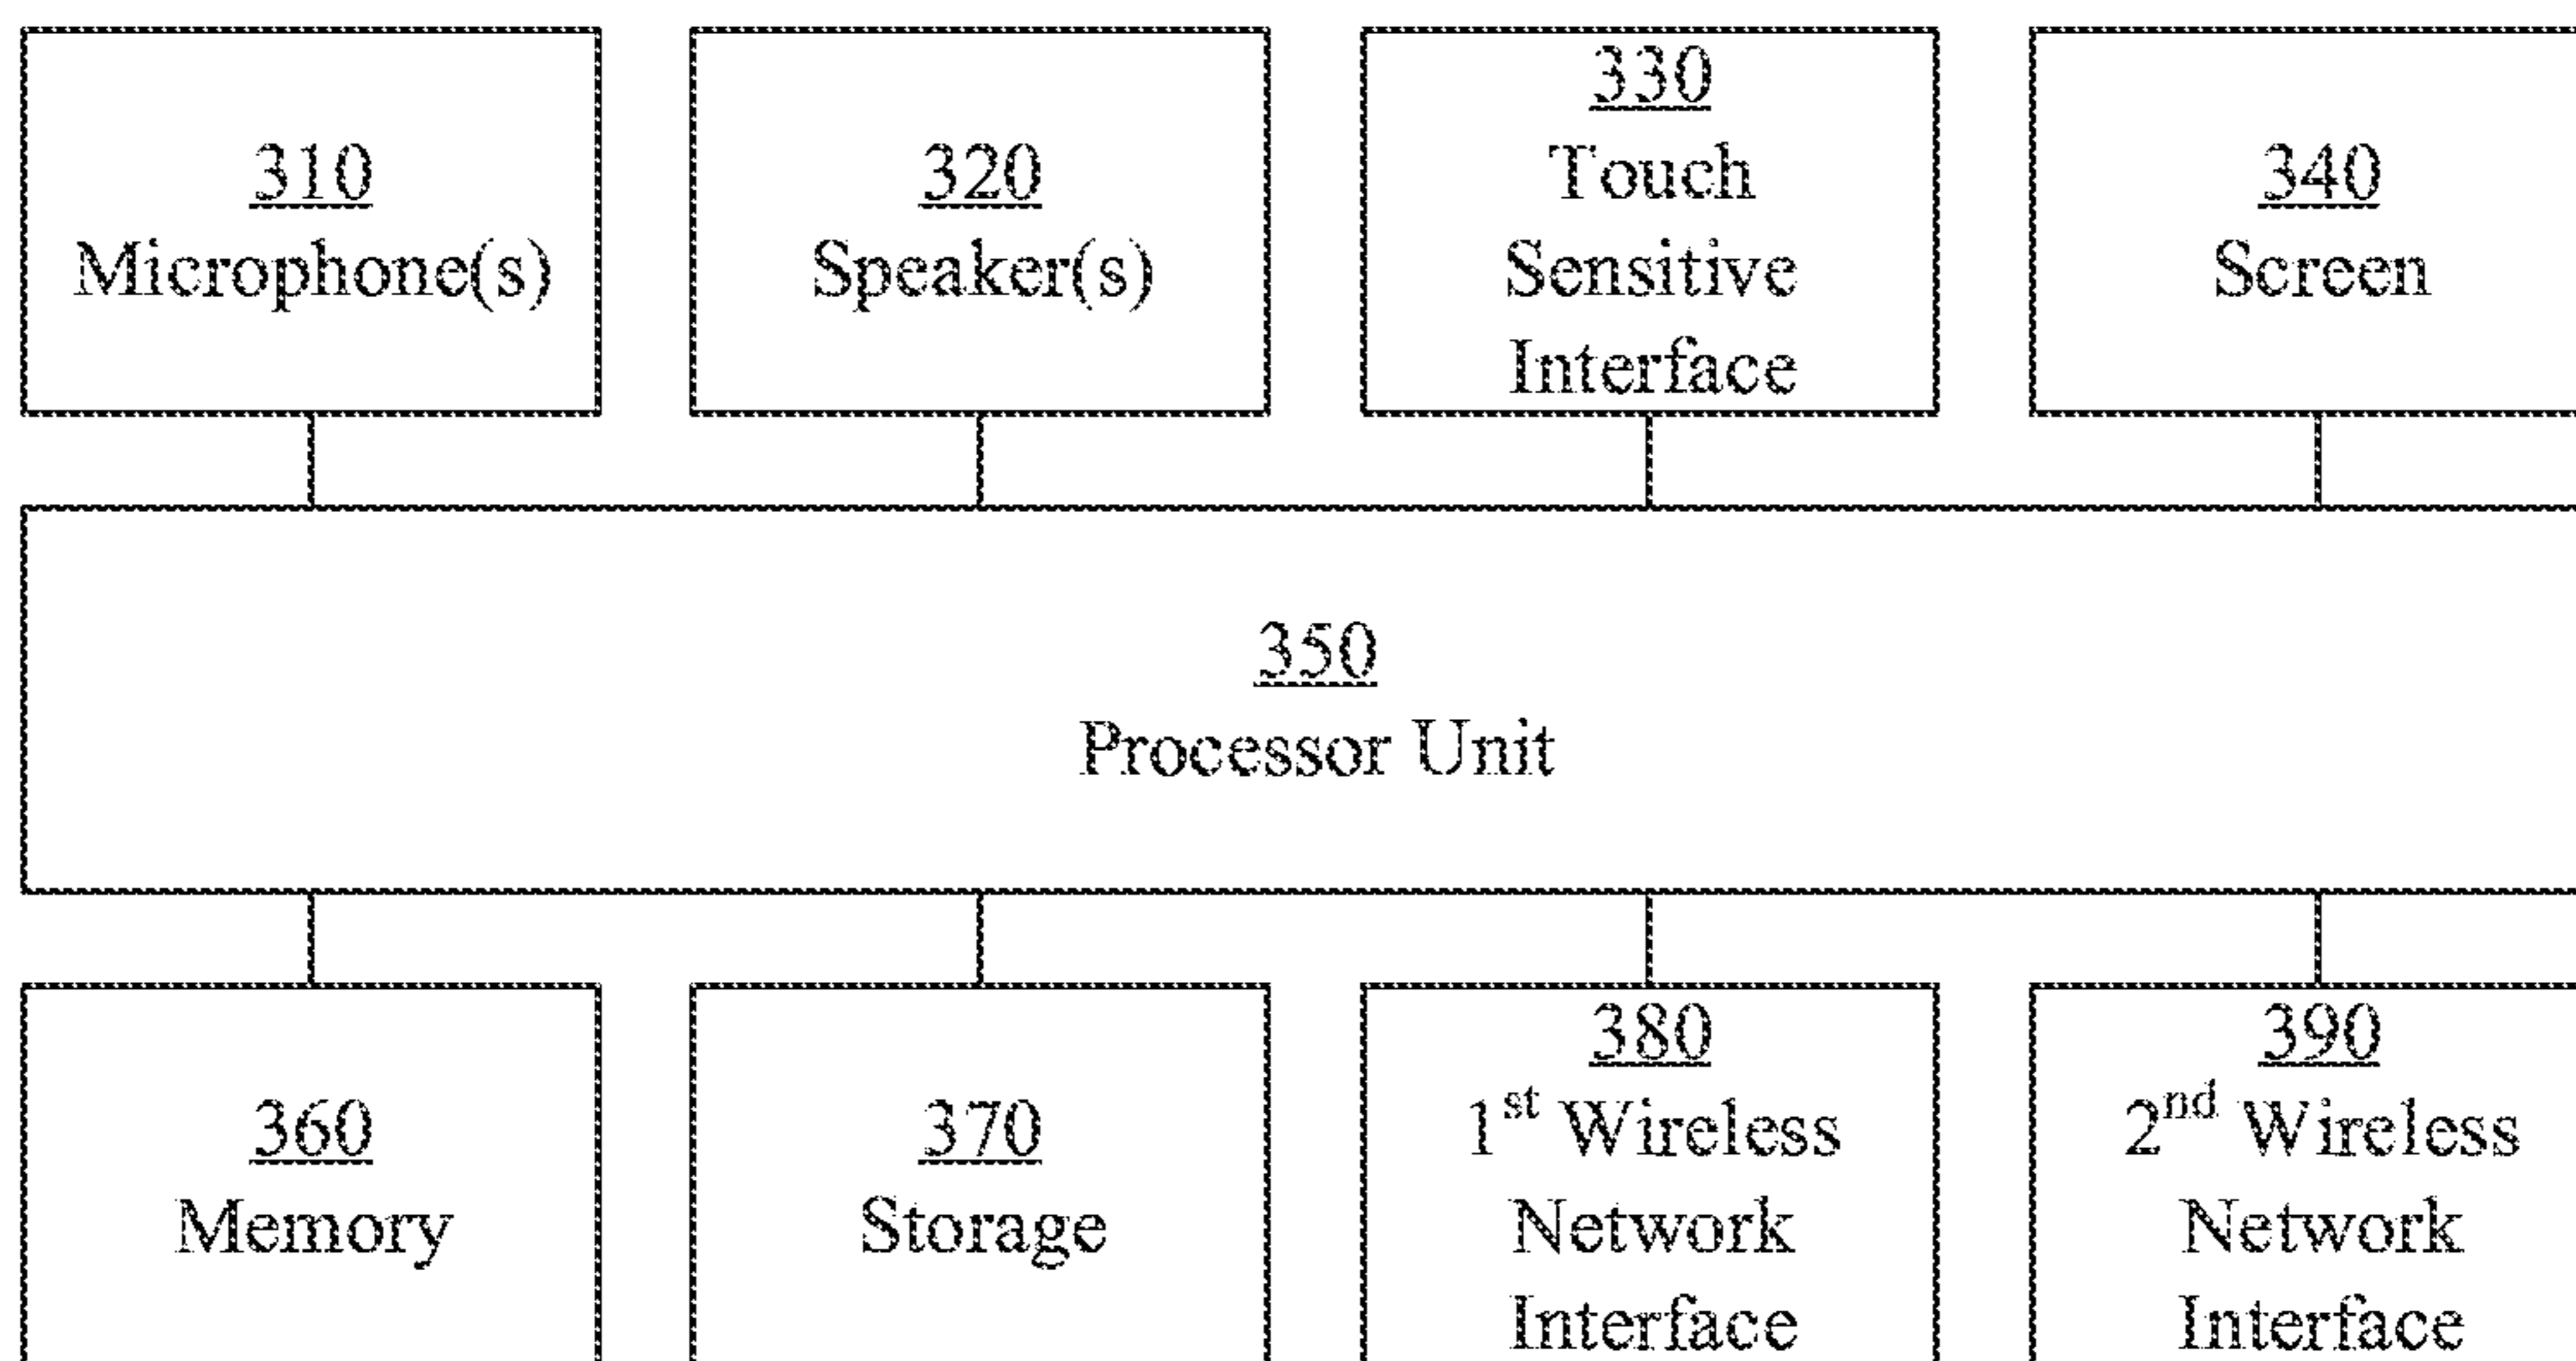 310
Microphone(s)
320
Speaker(s)
330
Touch
Sensitive
Interface
340
Screen
350
Processor Unit
360
Memory
370
Storage
380
1st Wireless
Network
Interface
390
2nd Wireless
Network
Interface